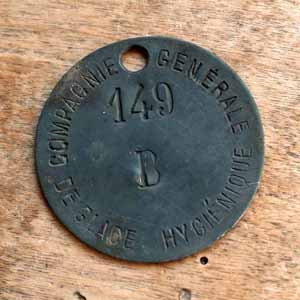 COMPAGNIE GÉNÉRALE
149
B
DE GLACE HYGIÉNIQUE